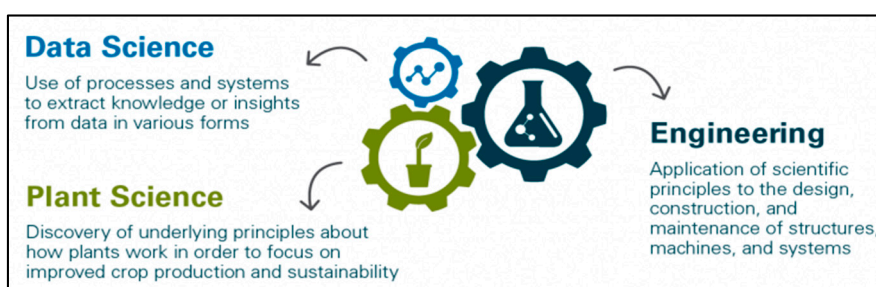 Data Science
Use of processes and systems
to extract knowledge or insights
from data in various forms
Plant Science
Discovery of underlying principles about
how plants work in order to focus on
improved crop production and sustainability
Engineering
Application of scientific
principles to the design,
construction, and
maintenance of structures,
machines, and systems